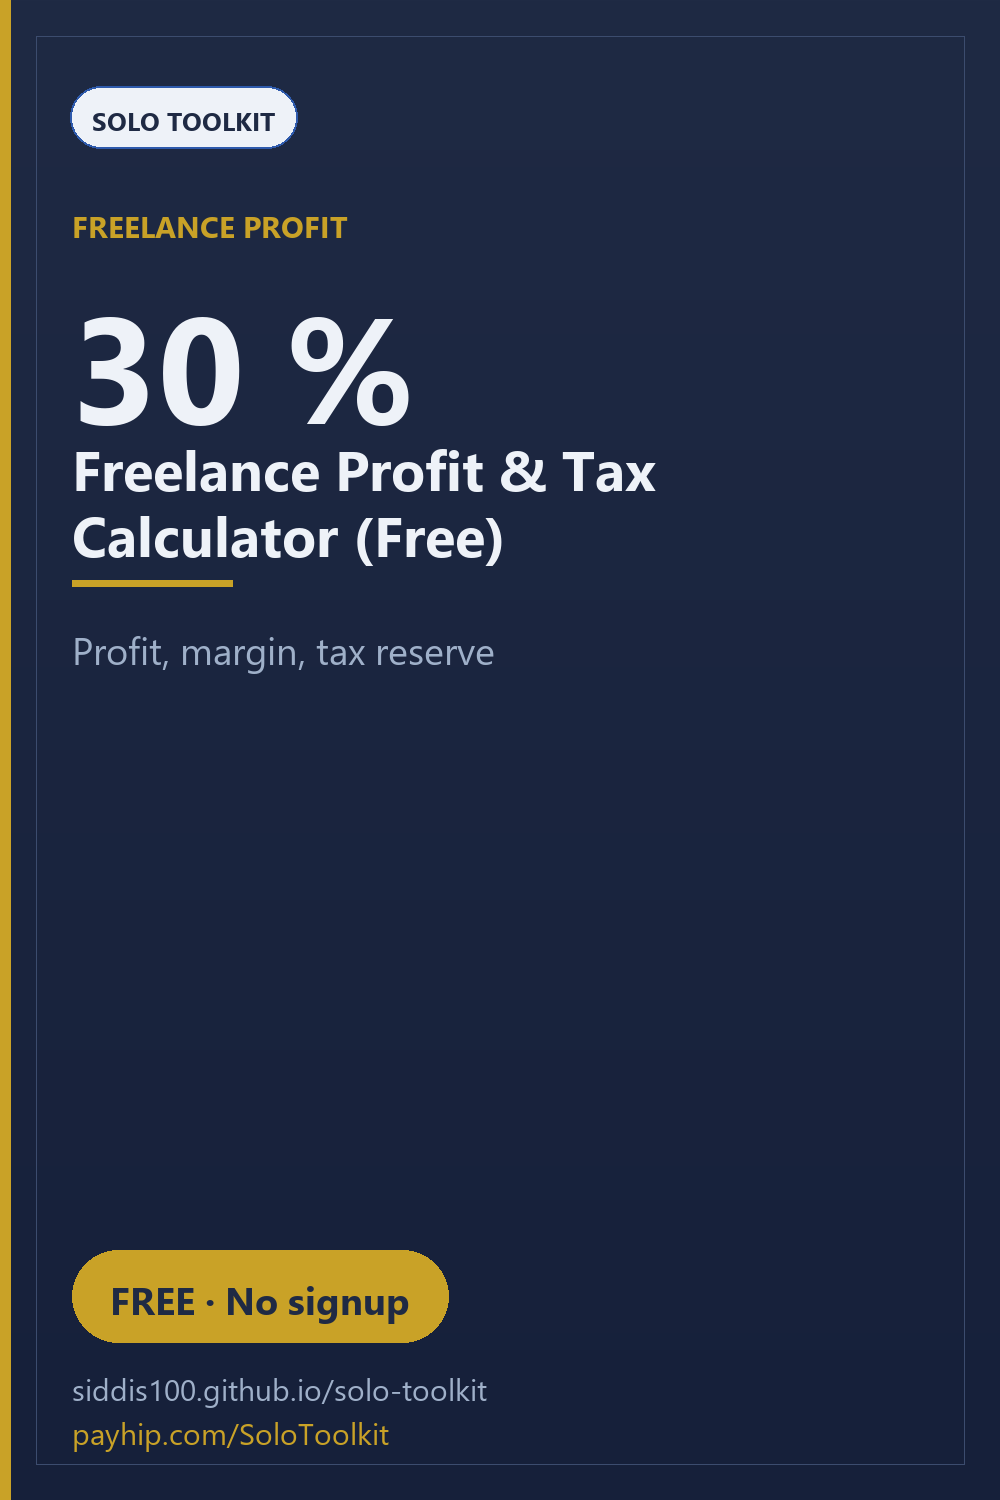 SOLO TOOLKIT
FREELANCE PROFIT
30 %
Freelance Profit & Tax
Calculator (Free)
Profit, margin, tax reserve
FREE · No signup
siddis100.github.io/solo-toolkit
payhip.com/SoloToolkit